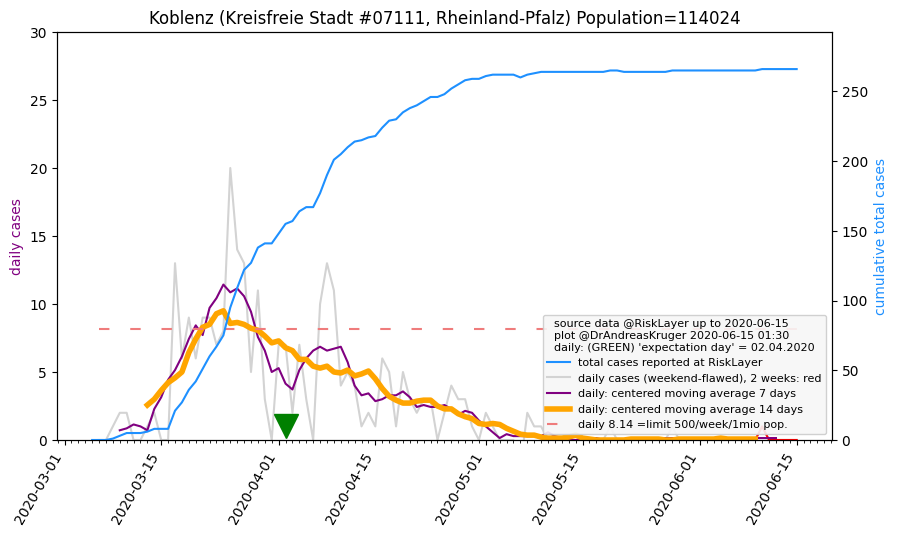 Koblenz (Kreisfreie Stadt #07111, Rheinland-Pfalz) Population=114024
30
25
20
15
10
5
0
daily cases
250
200
150
100
50
0
cumulative total cases
source data @RiskLayer up to 2020-06-15
plot @DrAndreasKruger 2020-06-15 01:30
daily: (GREEN) 'expectation day' = 02.04.2020
total cases reported at RiskLayer
daily cases (weekend-flawed), 2 weeks: red
daily: centered moving average 7 days
daily: centered moving average 14 days
daily 8.14 =limit 500/week/1mio pop.
2020-03-01
2020-03-15
2020-04-01
2020-04-15
2020-05-01
2020-05-15
2020-06-01
2020-06-15